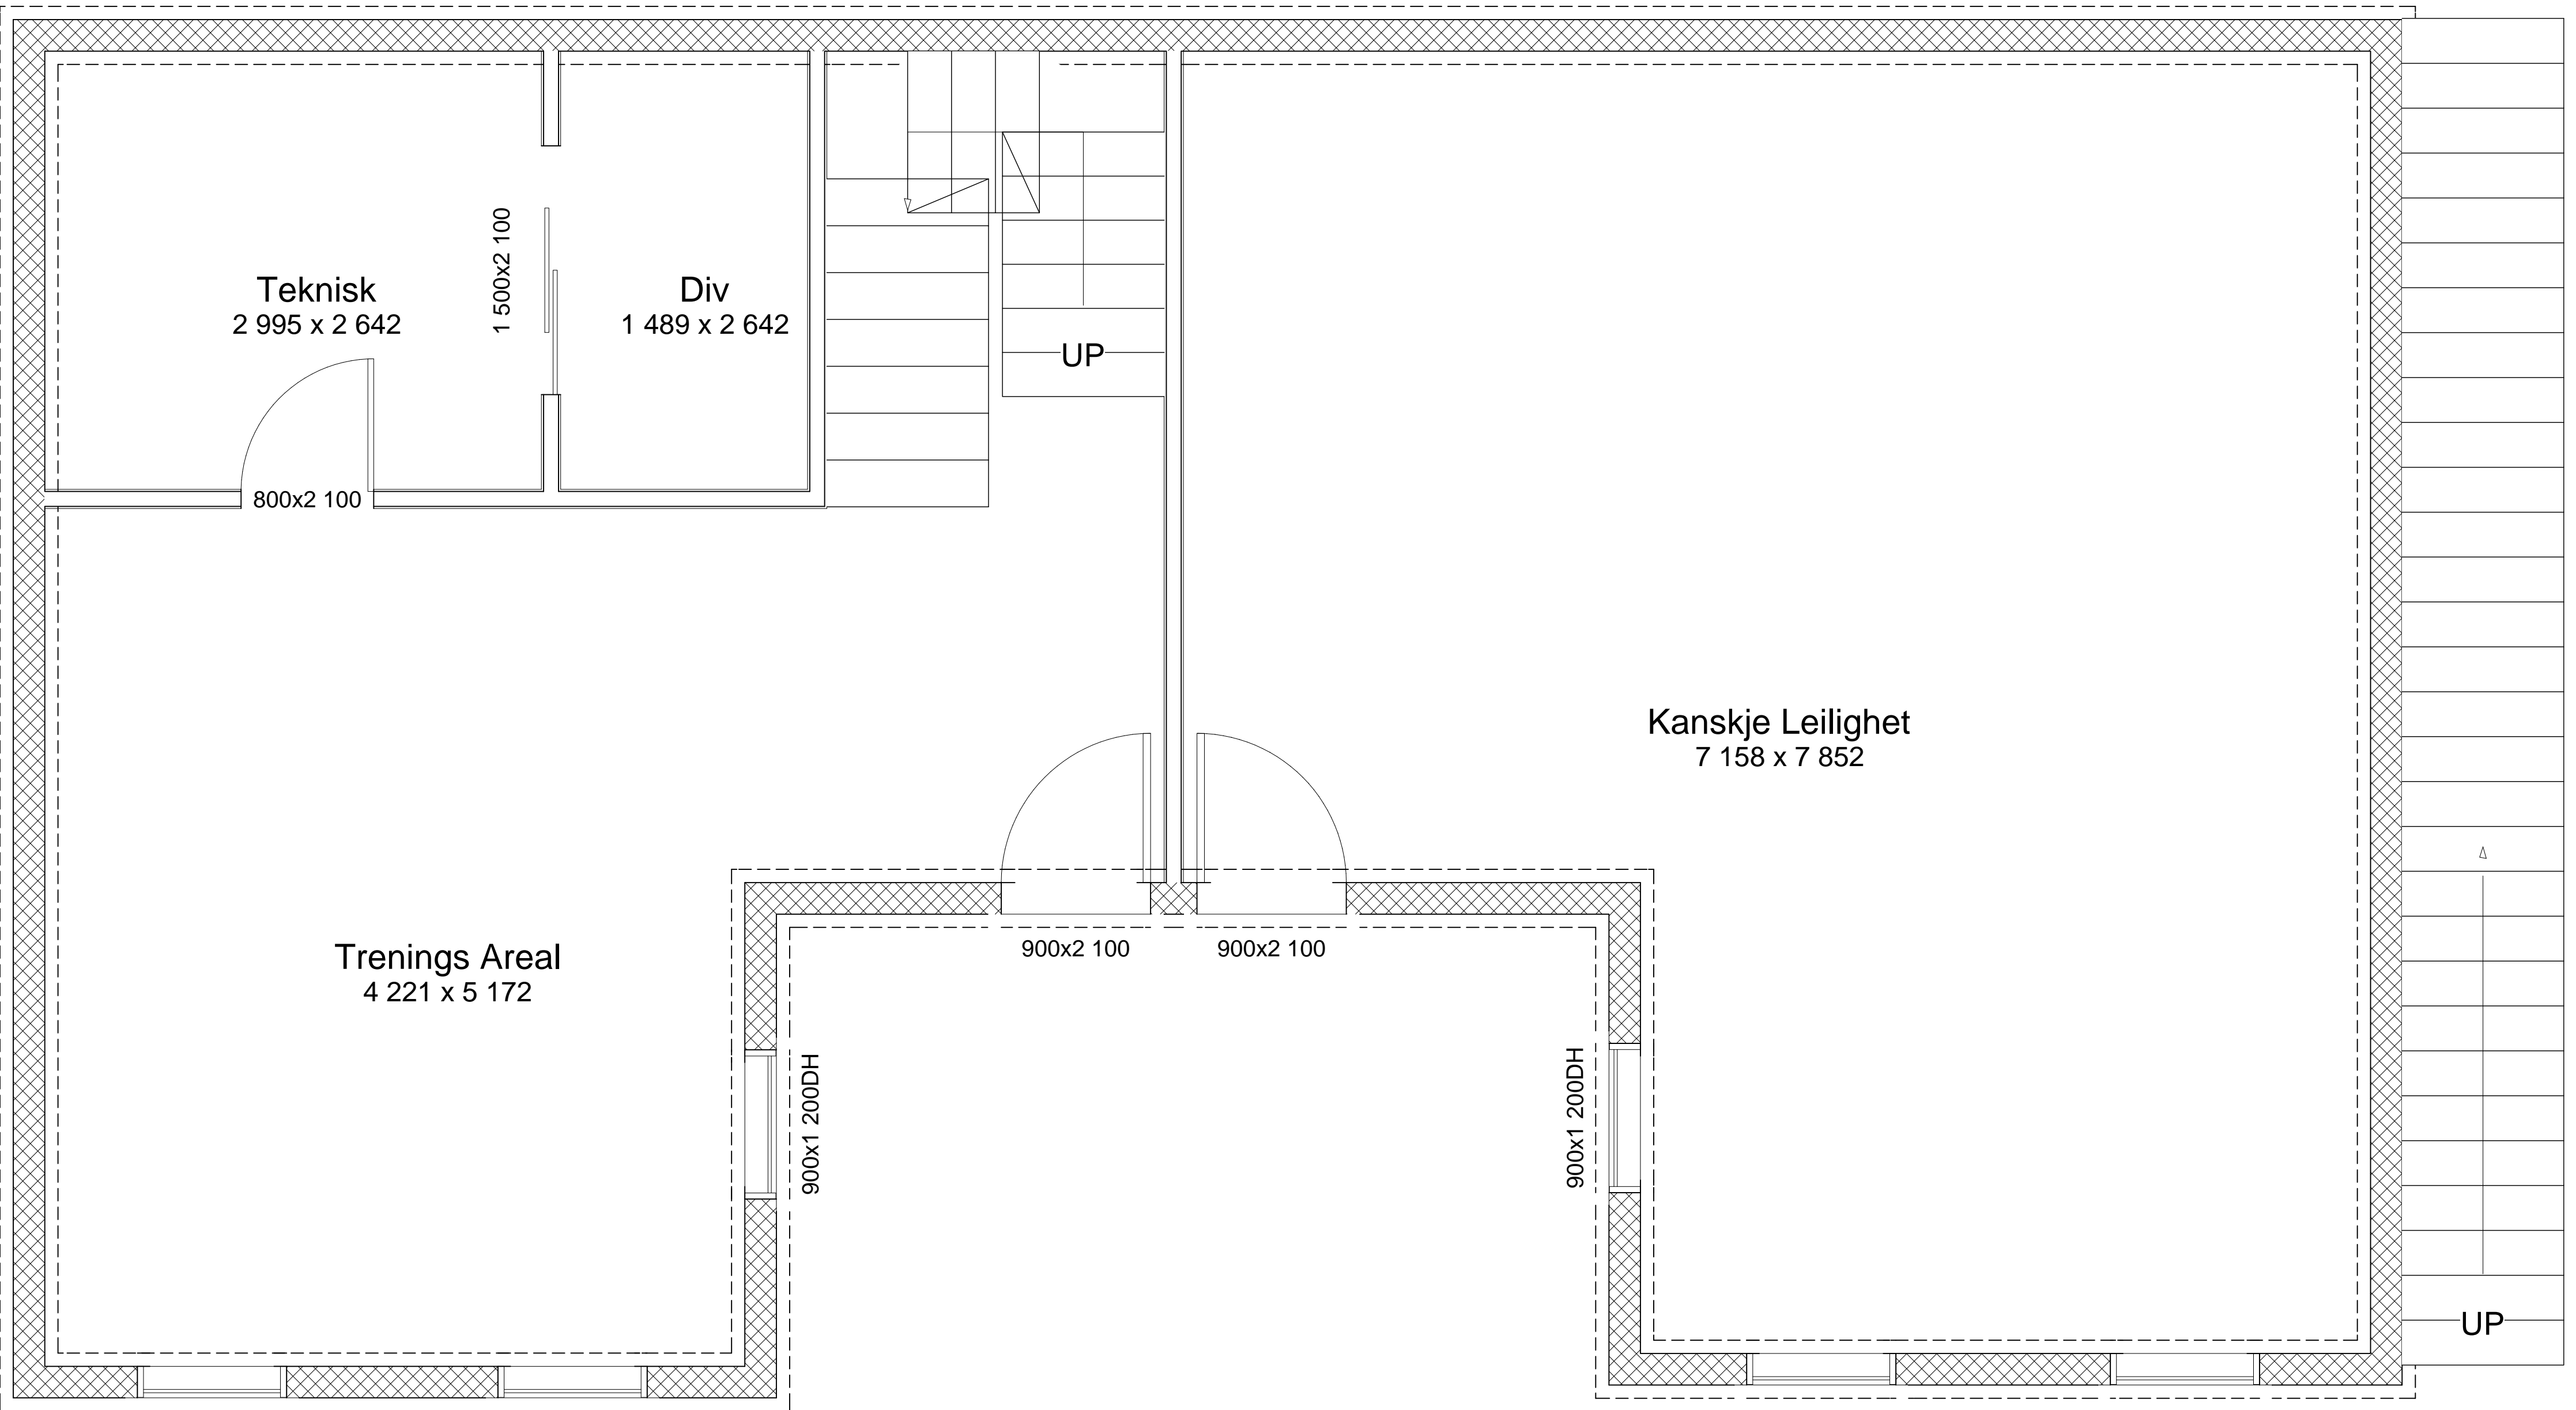 1 500x2 100
Teknisk
2 995 x 2 642
Div
1 489 x 2 642
UP
800x2 100
Kanskje Leilighet
7 158 x 7 852
Trenings Areal
4 221 x 5 172
900x2 100
900x2 100
900x1 200DH
900x1 200DH
UP